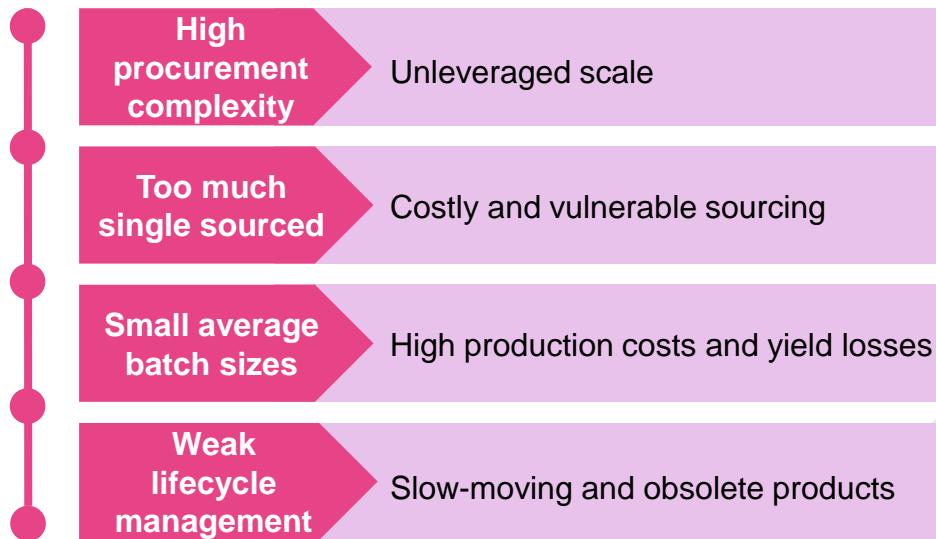 High
procurement
complexity
Unleveraged scale
Too much
single sourced
Costly and vulnerable sourcing
Small average
batch sizes
High production costs and yield losses
Weak
lifecycle
management
Slow-moving and obsolete products